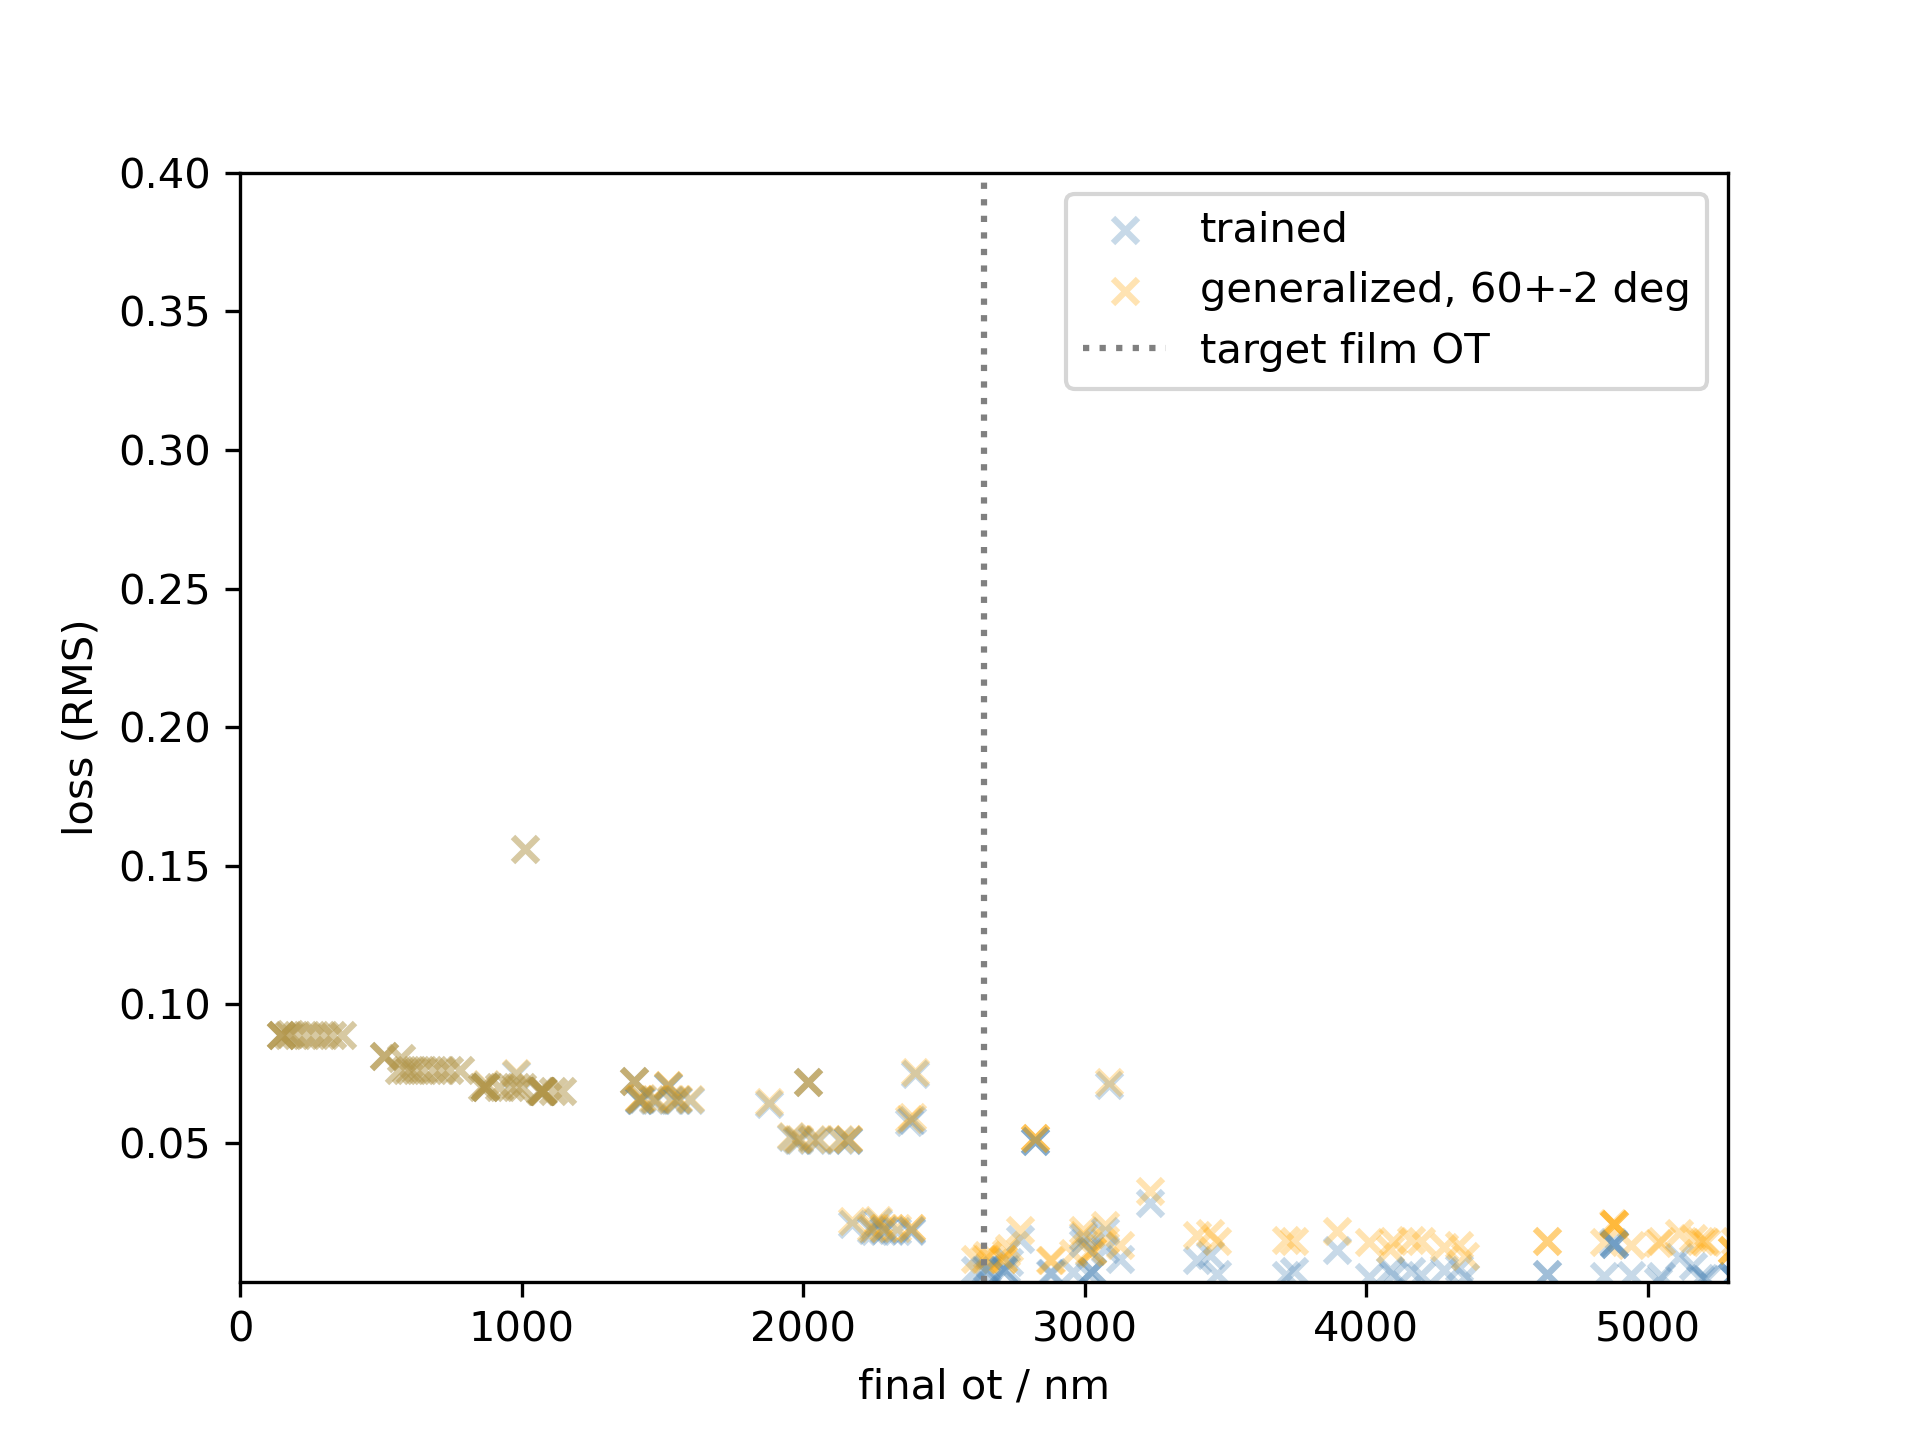 0.40
0.35
0.30
0.25
0.20
0.15
0.10
0.05
loss (RMS)
trained
generalized, 60+-2 deg
target film OT
0 1000 2000 3000 4000 5000
final ot / nm